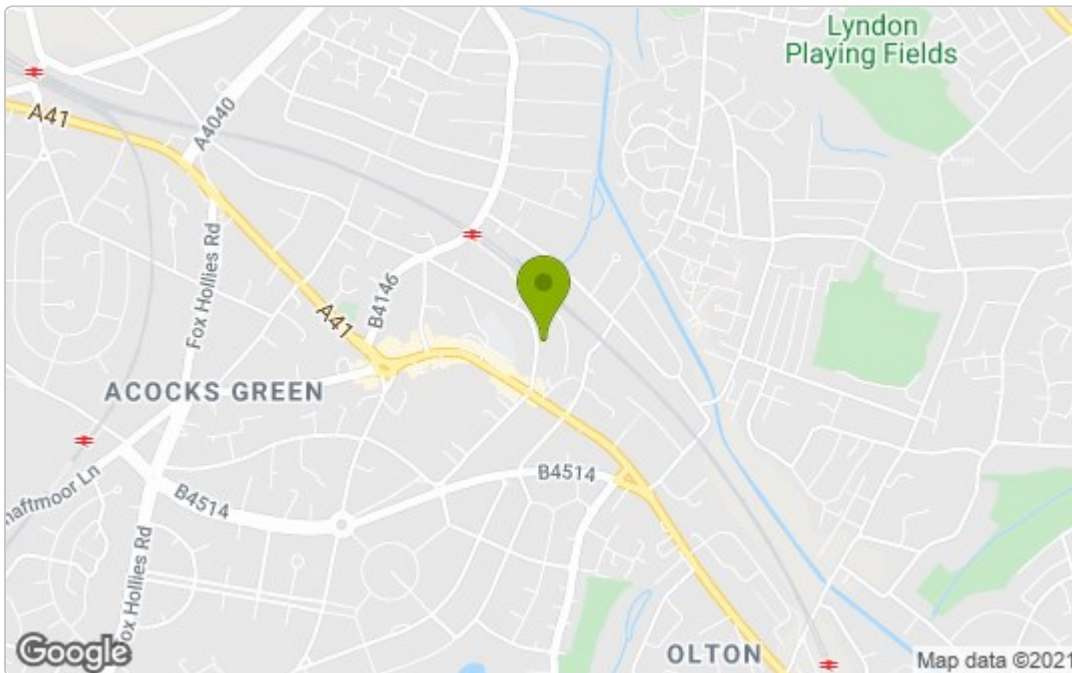 Lyndon
Playing Fields
A41
A4040
Fox Hollies Rd
B4146
A41
ACOCKS GREEN
B4514
haftmoor Ln
B4514
ox Hollies Rd
OLTON
Google
Map data ©2021